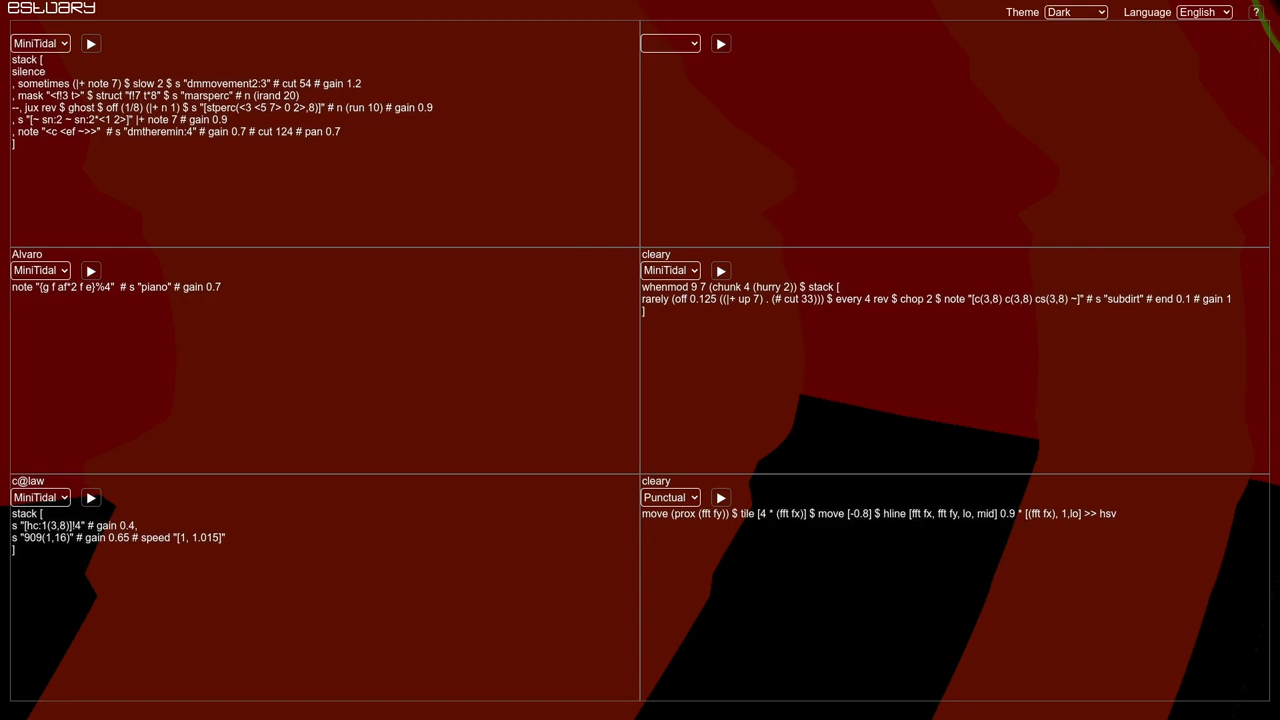 estuary
Theme Dark Language English ?
MiniTidal
stack [
silence
, sometimes (|+ note 7) $ slow 2 $ s "dmmovement2:3" # cut 54 # gain 1.2
, mask "<f!3 t>" $ struct "f!7 t*8" $ s "marsperc" # n (irand 20)
--, jux rev $ ghost $ off (1/8) (|+ n 1) $ s "[stperc(<3 <5 7> 0 2>,8)]" # n (run 10) # gain 0.9
, s "[~ sn:2 ~ sn:2*<1 2>]" |+ note 7 # gain 0.9
, note "<c <ef ~>>"  # s "dmtheremin:4" # gain 0.7 # cut 124 # pan 0.7
]
Alvaro
MiniTidal
note "{g f af*2 f e}%4"  # s "piano" # gain 0.7
cleary
MiniTidal
whenmod 9 7 (chunk 4 (hurry 2)) $ stack [
rarely (off 0.125 ((|+ up 7) . (# cut 33))) $ every 4 rev $ chop 2 $ note "[c(3,8) c(3,8) cs(3,8) ~]" # s "subdirt" # end 0.1 # gain 1
]
c@law
MiniTidal
stack [
s "[hc:1(3,8)]!4" # gain 0.4,
s "909(1,16)" # gain 0.65 # speed "[1, 1.015]"
]
cleary
Punctual
move (prox (fft fy)) $ tile [4 * (fft fx)] $ move [-0.8] $ hline [fft fx, fft fy, lo, mid] 0.9 * [(fft fx), 1,lo] >> hsv